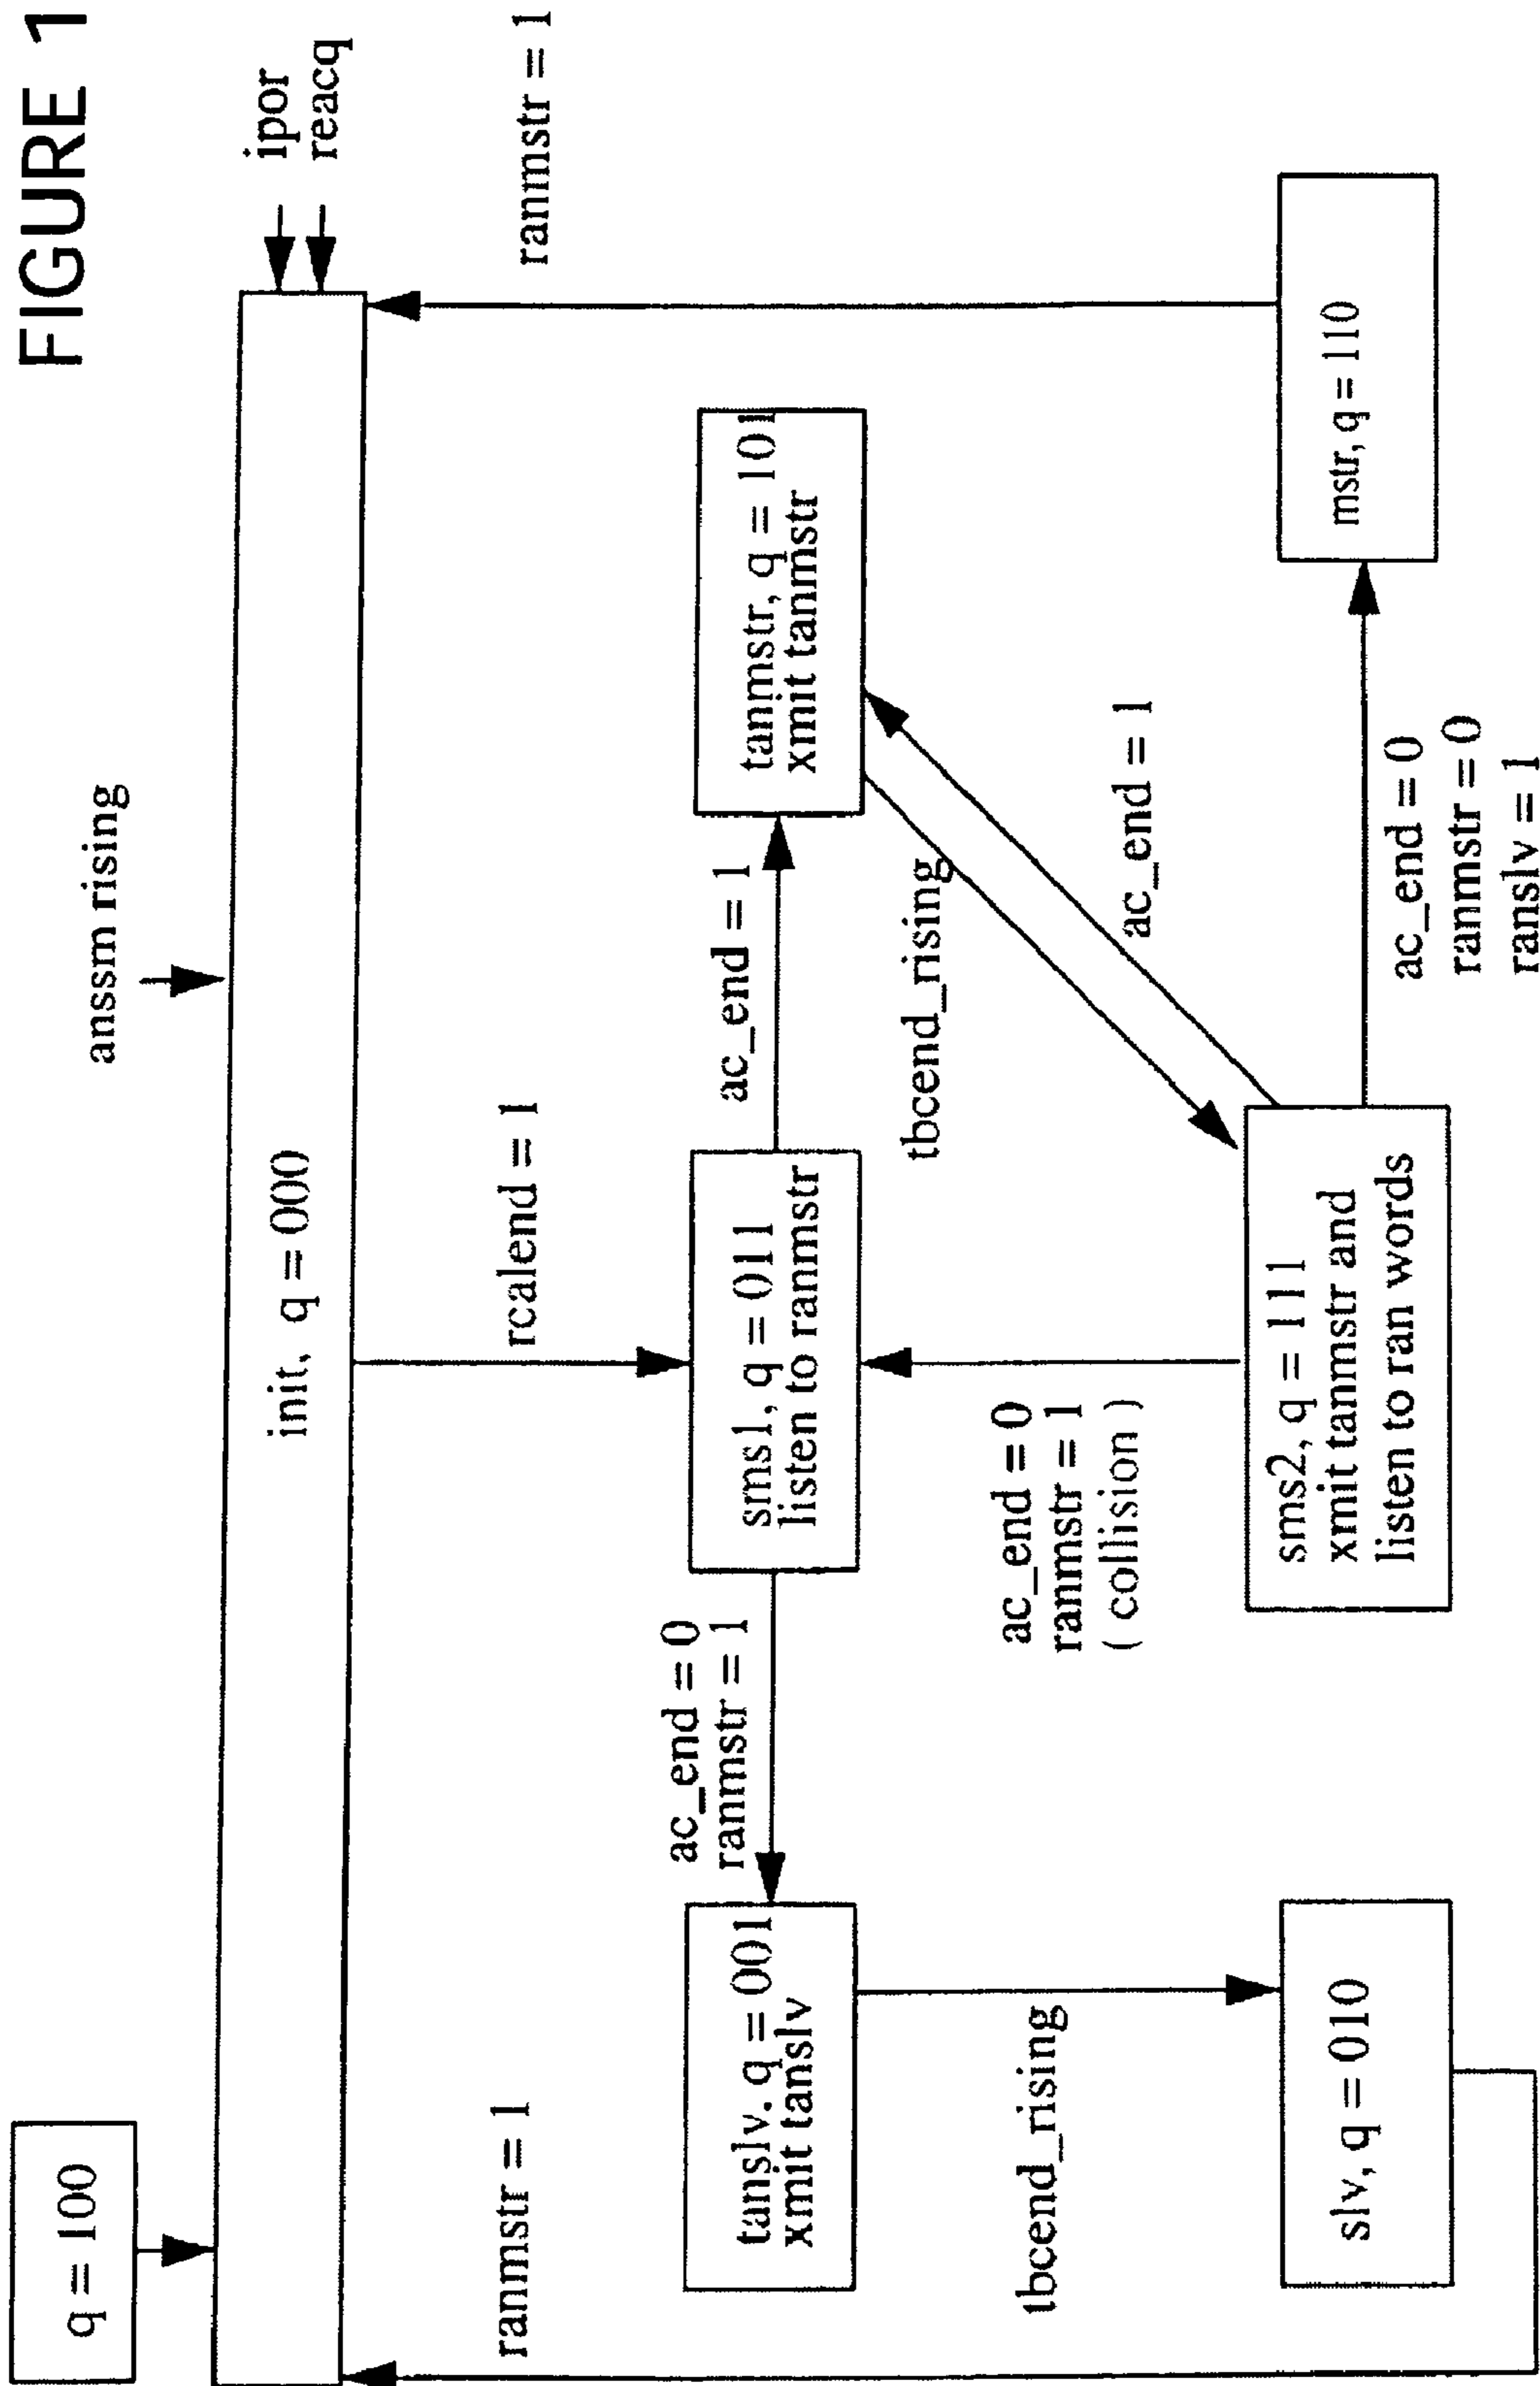 FIGURE 1
q = 100
anssm rising
ipor
reacq
init, q = 000
ranmstr = 1
rcalend = 1
ranmstr = 1
ac_end = 0
ranmstr = 1
ac_end = 1
tanslv, q = 001
xmit tanslv
sms1, q = 011
listen to ranmstr
tanmstr, q = 101
xmit tanmstr
tbcend_rising
ac_end = 0
ranmstr = 1
( collision )
tbcend_rising
ac_end = 1
slv, q = 010
sms2, q = 111
xmit tanmstr and
listen to ran words
mstr, q = 110
ac_end = 0
ranmstr = 0
ranslv = 1